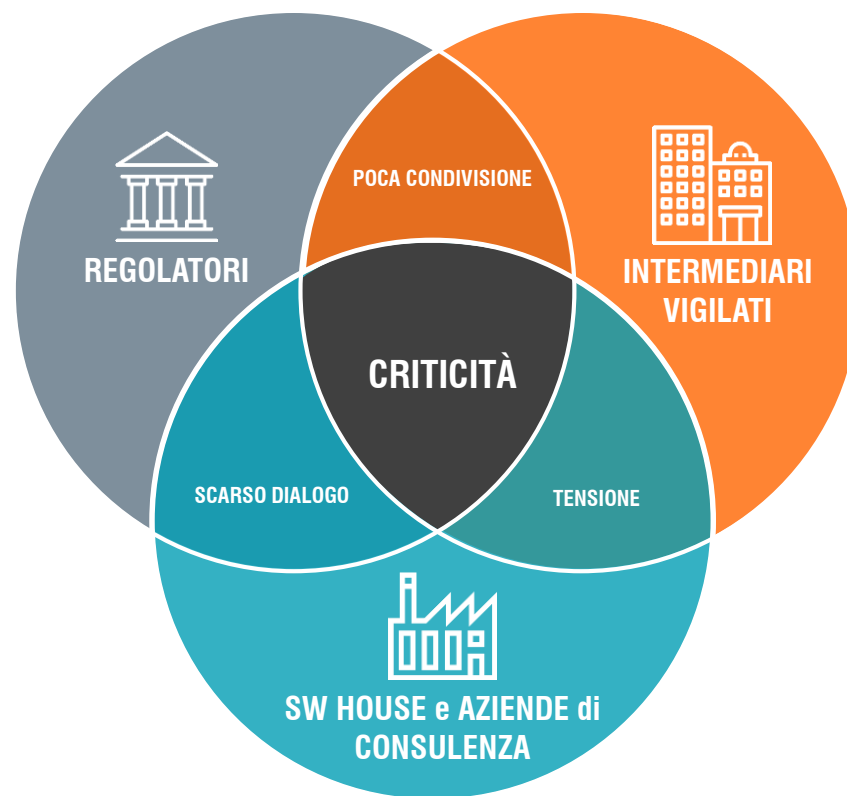 POCA CONDIVISIONE
REGOLATORI
INTERMEDIARI
VIGILATI
CRITICITÀ
SCARSO DIALOGO
TENSIONE
SW HOUSE e AZIENDE di
CONSULENZA